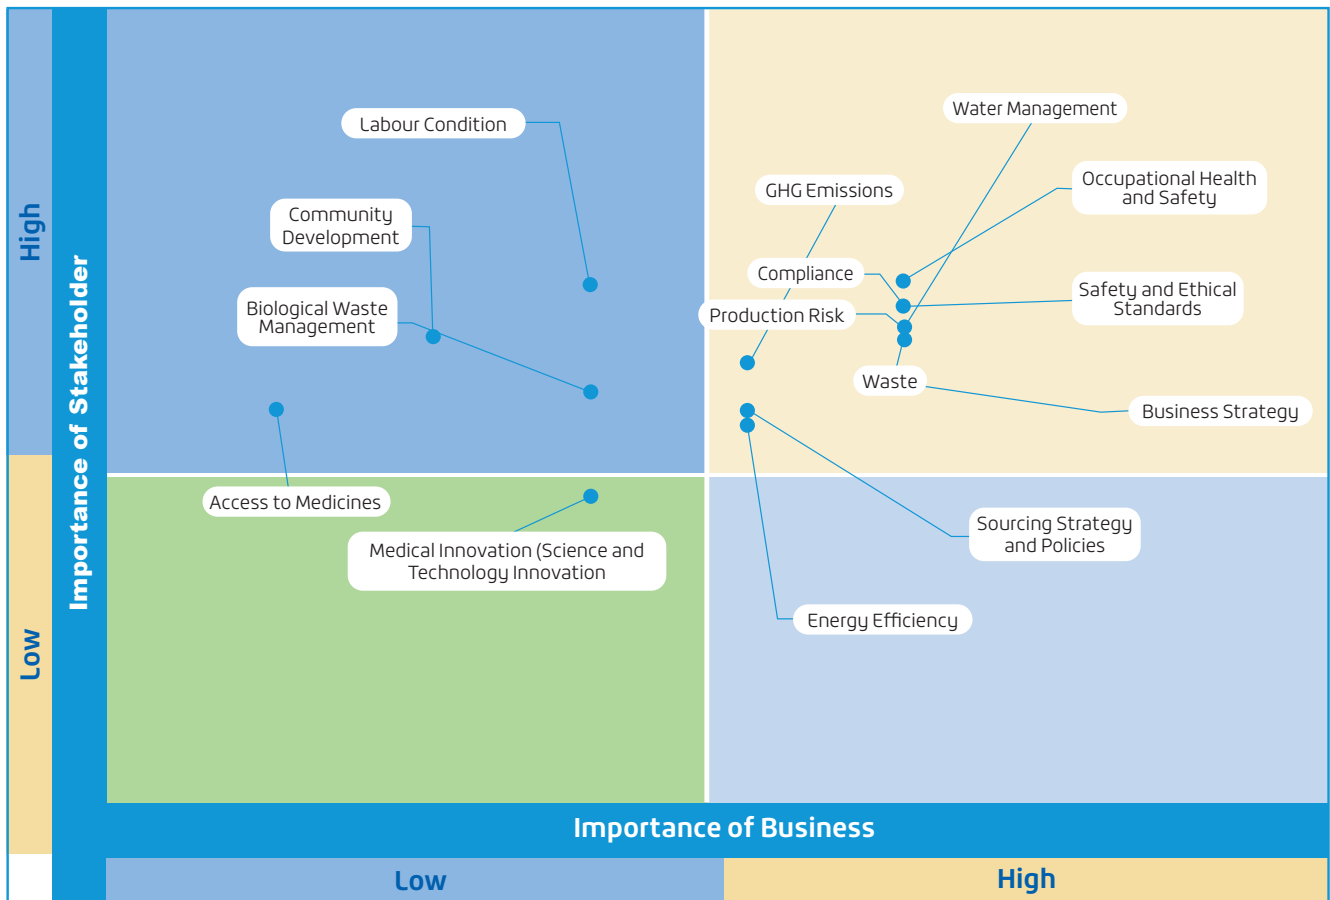 High
Low
Importance of Stakeholder
Labour Condition
Community
Development
Biological Waste
Management
Access to Medicines
Medical Innovation (Science and
Technology Innovation
Water Management
GHG Emissions
Occupational Health
and Safety
Compliance
Safety and Ethical
Standards
Production Risk
Waste
Business Strategy
Sourcing Strategy
and Policies
Energy Efficiency
Importance of Business
Low
High